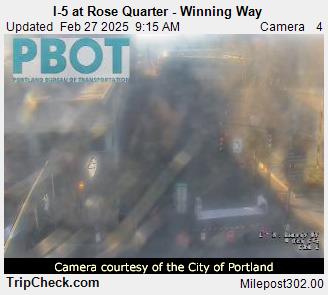 I-5 at Rose Quarter - Winning Way
Updated Feb 27 2025 9:15 AM Camera 4
PBOT
PORTLAND BUREAU OF TRANSPORTATION
Camera courtesy of the City of Portland
TripCheck.com Milepost302.00